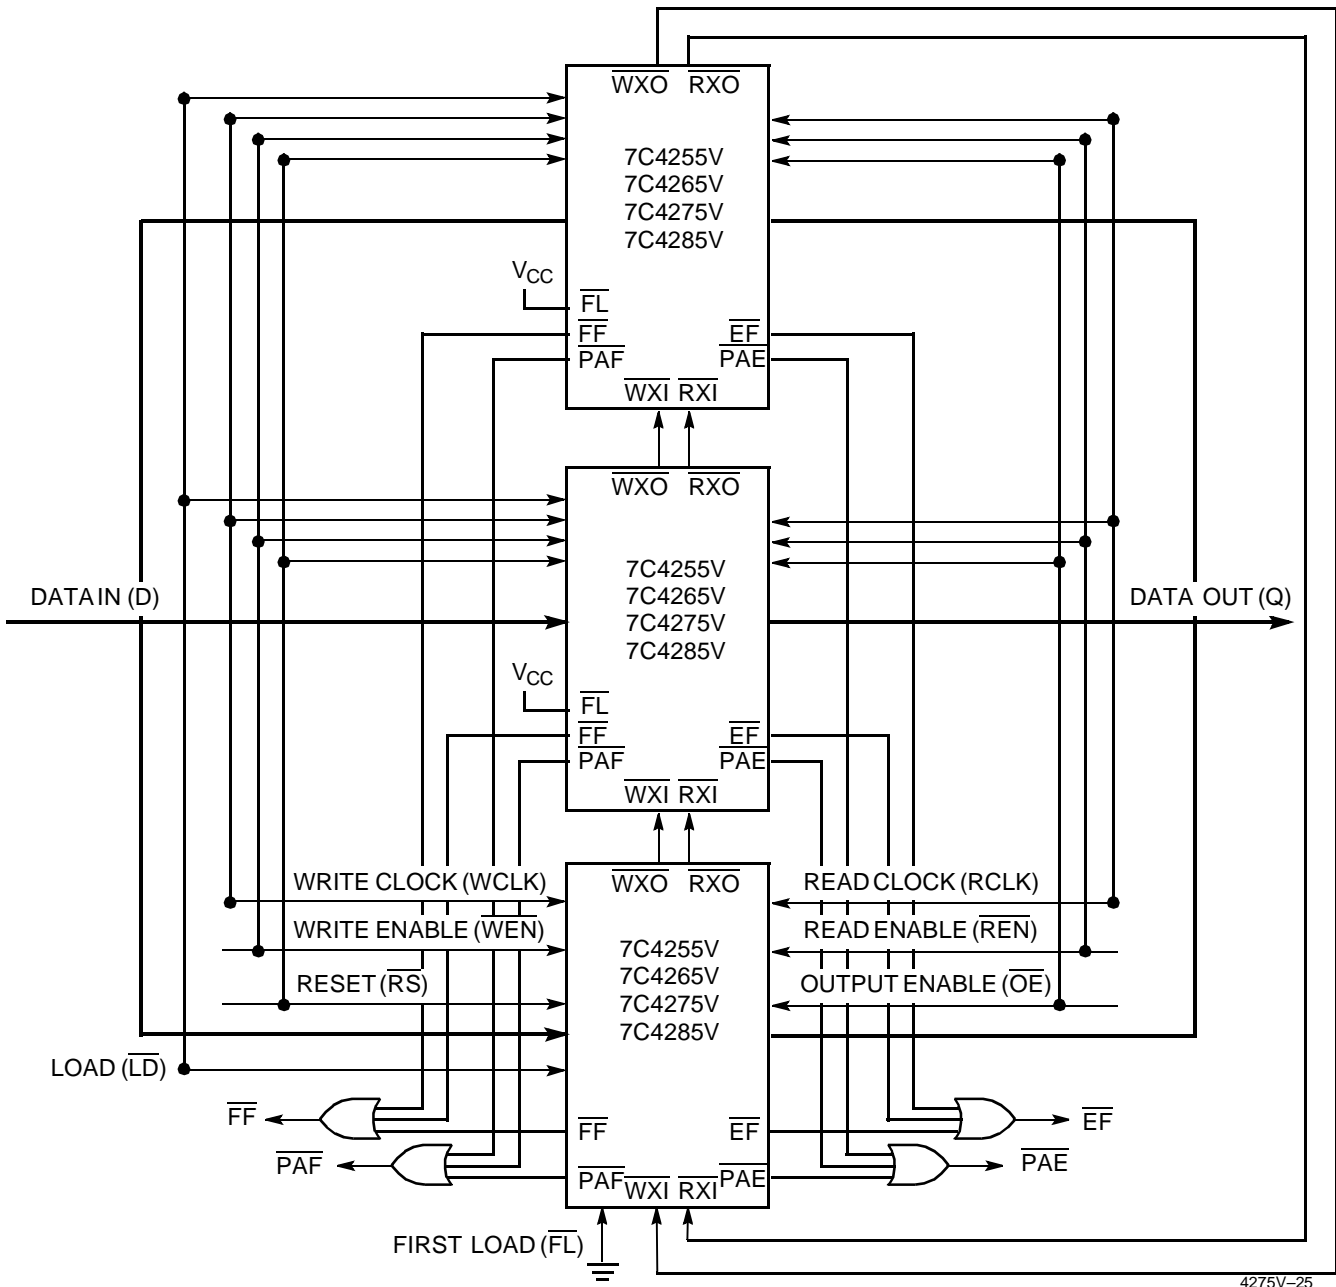 WXO RXO
7C4255V
7C4265V
7C4275V
7C4285V
VCC
FL
FF EF
PAF PAE
WXI RXI
WXO RXO
7C4255V
7C4265V
7C4275V
7C4285V
DATA IN (D) DATA OUT (Q)
VCC
FL
FF EF
PAF PAE
WXI RXI
WXO RXO
WRITE CLOCK (WCLK) READ CLOCK (RCLK)
WRITE ENABLE (WEN) READ ENABLE (REN)
7C4255V
7C4265V
7C4275V
7C4285V
RESET (RS) OUTPUT ENABLE (OE)
LOAD (LD)
FF FF EF EF
PAF PAF WXI RXI PAE PAE
FIRST LOAD (FL)
4275V–25